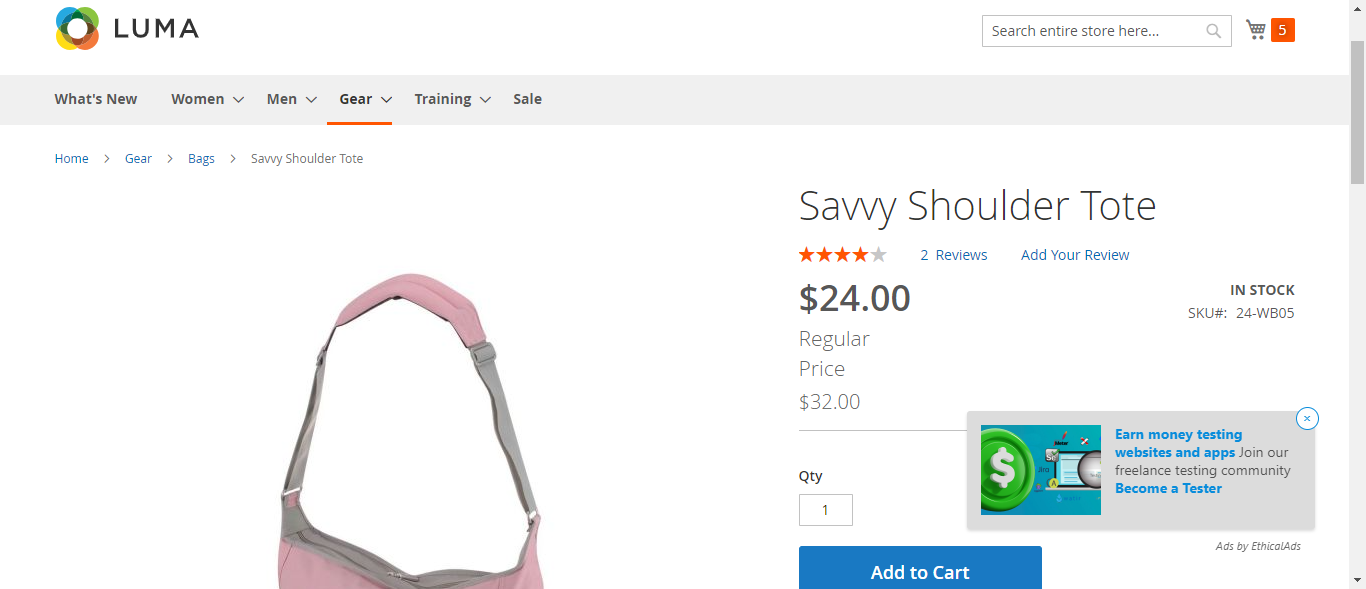 LUMA
Search entire store here...
5
What's New
Women
Men
Gear
Training
Sale
Home > Gear > Bags > Savvy Shoulder Tote
Savvy Shoulder Tote
2 Reviews
Add Your Review
$24.00
IN STOCK
SKU#: 24-WB05
Regular
Price
$32.00
Earn money testing
websites and apps Join our
freelance testing community
Become a Tester
Ads by EthicalAds
Qty
1
Add to Cart